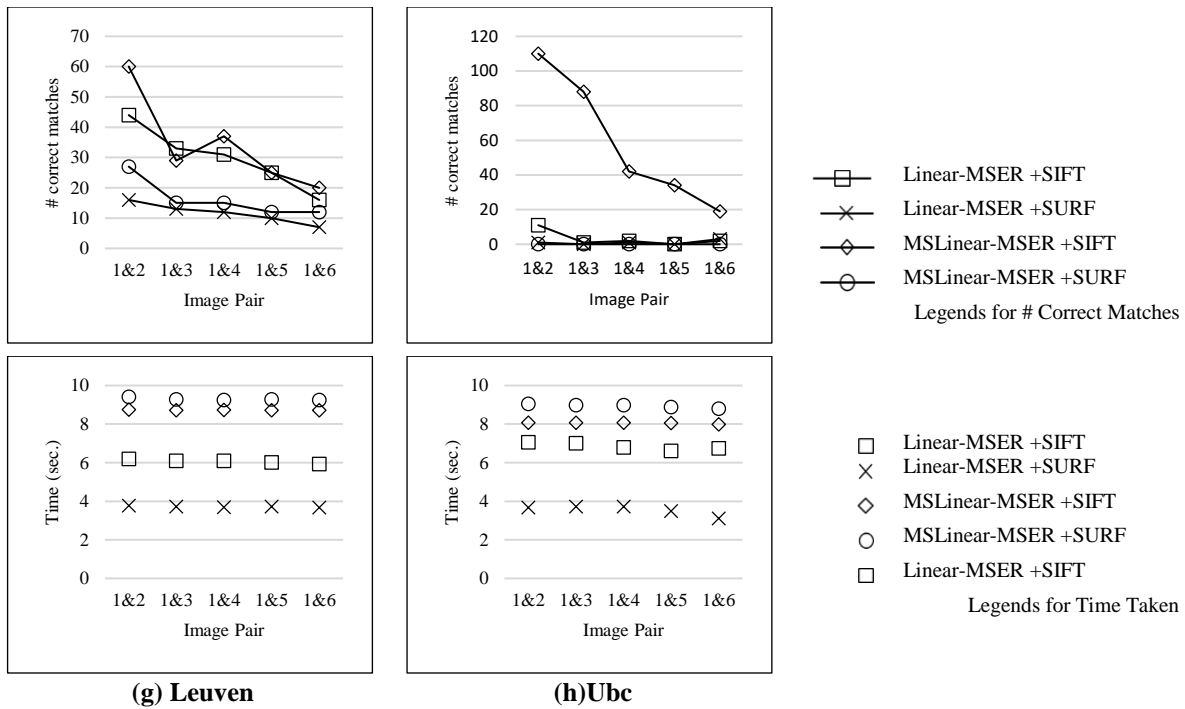 70
60
50
40
30
20
10
0
# correct matches
1&2 1&3 1&4 1&5 1&6
Image Pair
120
100
80
60
40
20
0
# correct matches
1&2 1&3 1&4 1&5 1&6
Image Pair
Linear-MSER +SIFT
Linear-MSER +SURF
MSLinear-MSER +SIFT
MSLinear-MSER +SURF
Legends for # Correct Matches
10
8
6
4
2
0
Time (sec.)
1&2 1&3 1&4 1&5 1&6
Image Pair
10
8
6
4
2
0
Time (sec.)
1&2 1&3 1&4 1&5 1&6
Image Pair
Linear-MSER +SIFT
Linear-MSER +SURF
MSLinear-MSER +SIFT
MSLinear-MSER +SURF
Linear-MSER +SIFT
Legends for Time Taken
(g) Leuven
(h)Ubc